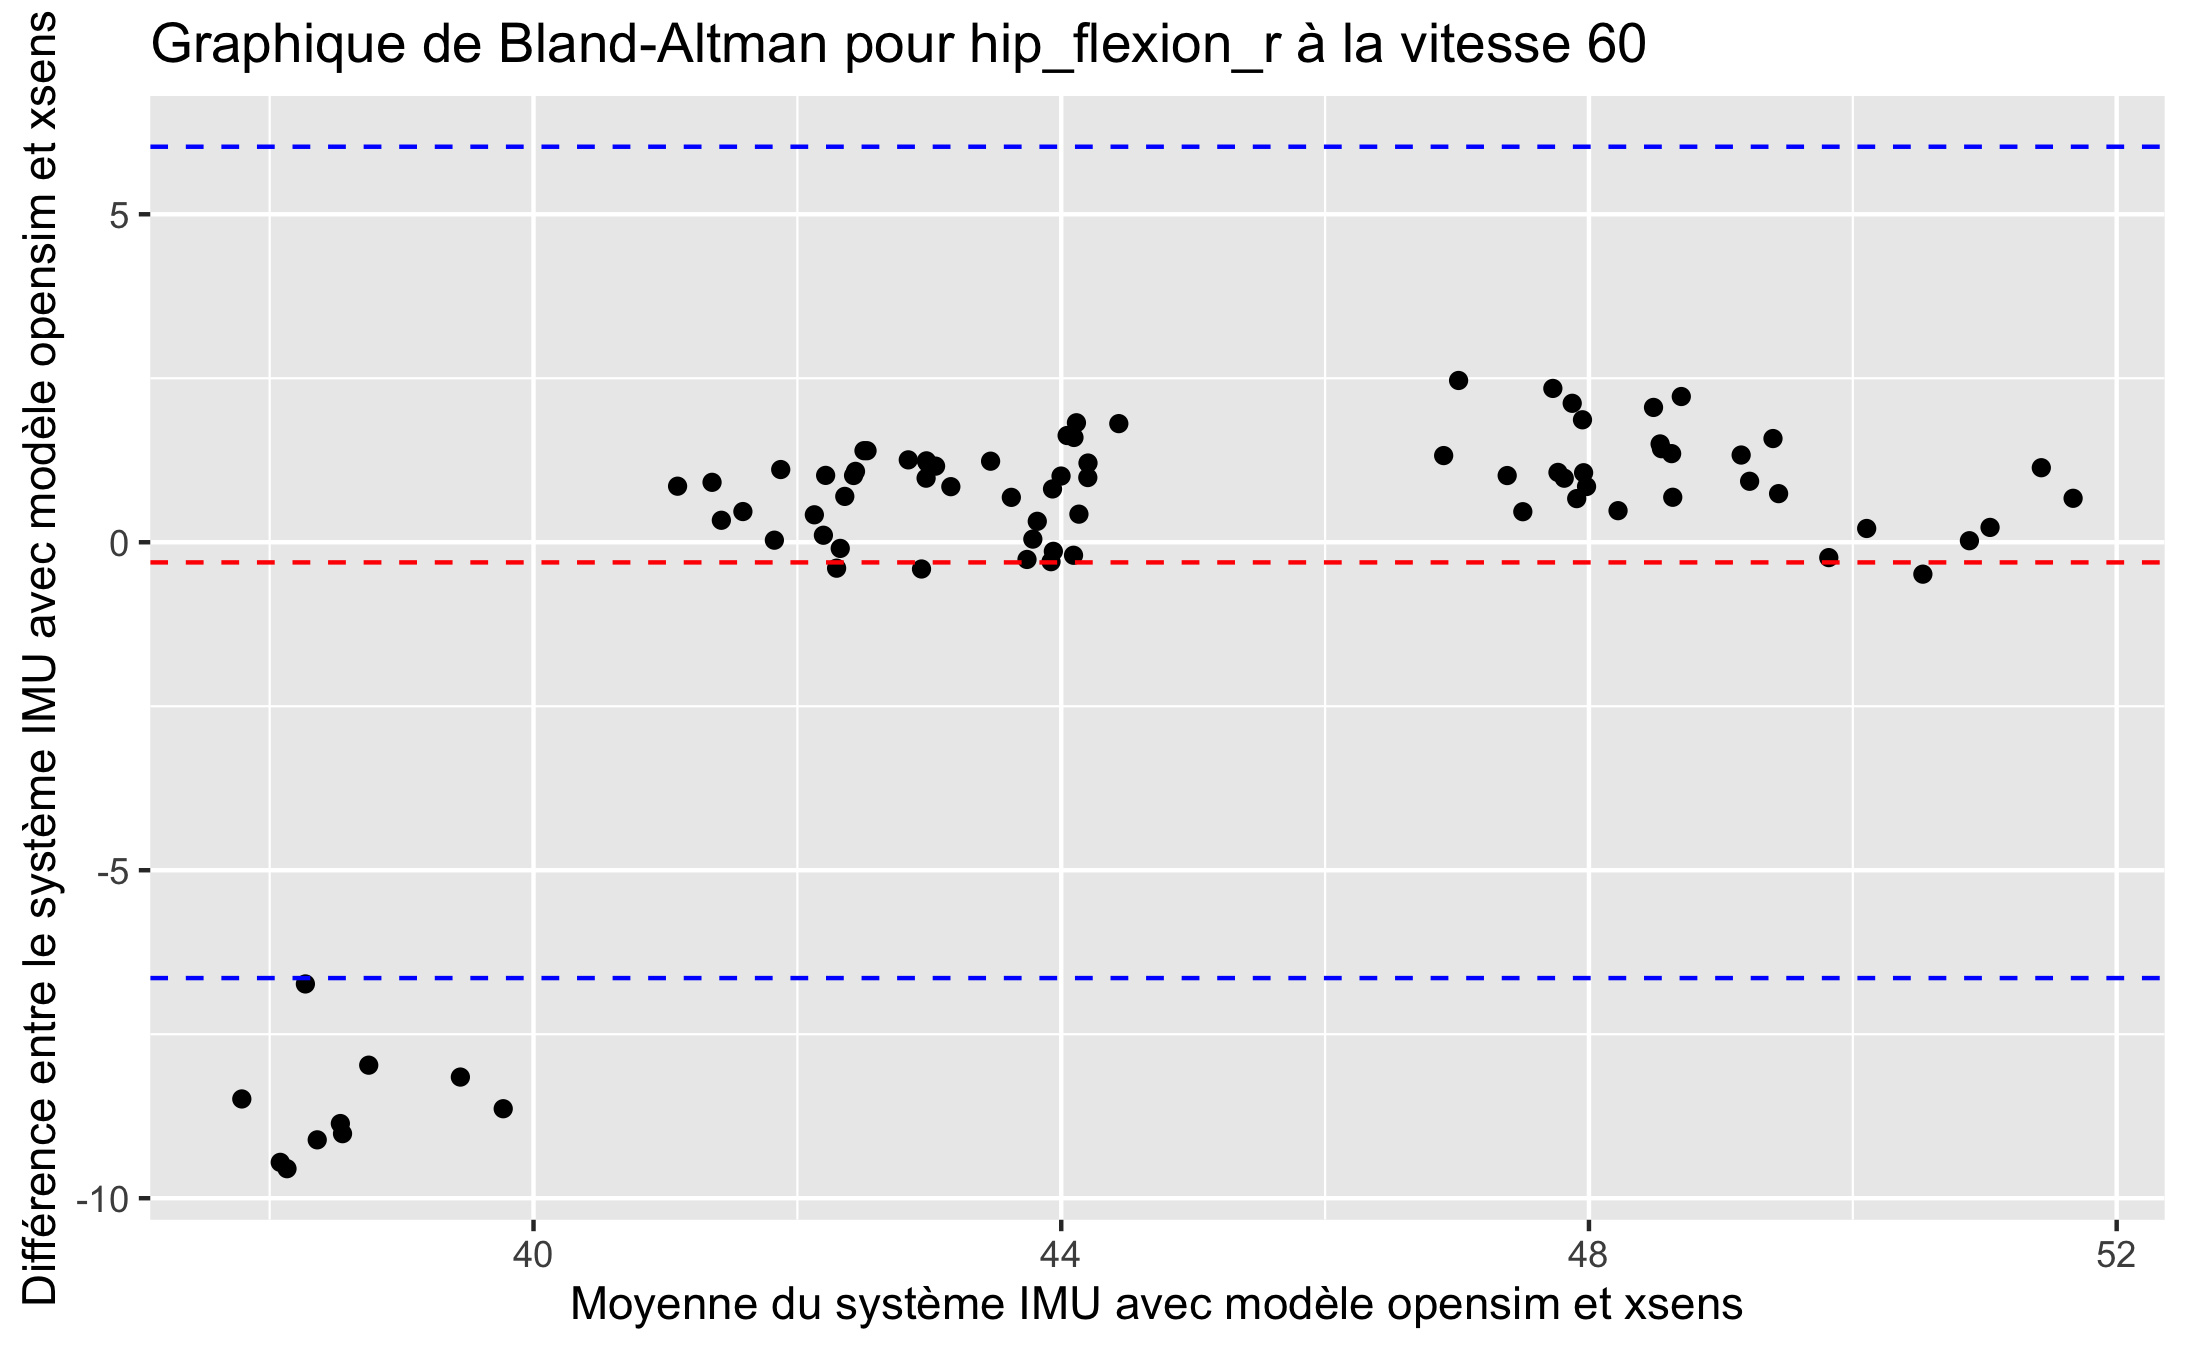 Graphique de Bland-Altman pour hip_flexion_r à la vitesse 60
Différence entre le système IMU avec modèle opensim et xsens
5
0
-5
-10
40 44 48 52
Moyenne du système IMU avec modèle opensim et xsens